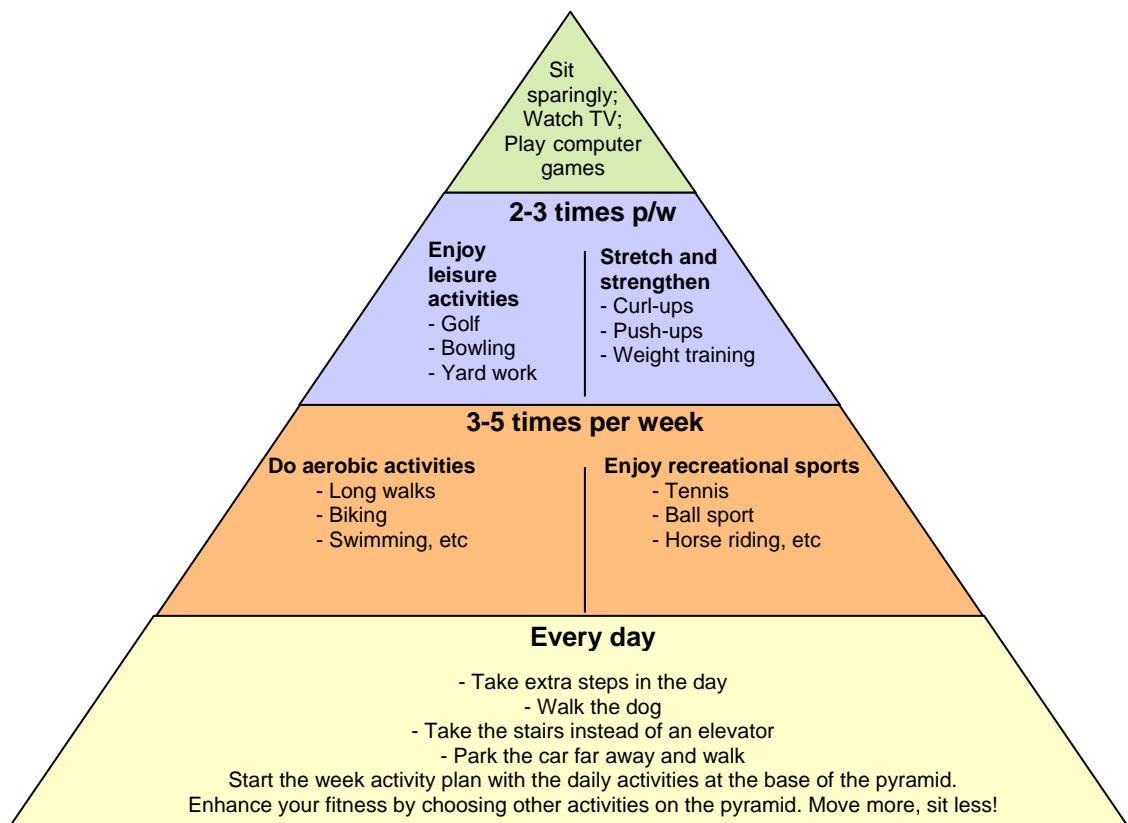 Sit
sparingly;
Watch TV;
Play computer
games
2-3 times p/w
Enjoy
leisure
activities
- Golf
- Bowling
- Yard work
Stretch and
strengthen
- Curl-ups
- Push-ups
- Weight training
3-5 times per week
Do aerobic activities
- Long walks
- Biking
- Swimming, etc
Enjoy recreational sports
- Tennis
- Ball sport
- Horse riding, etc
Every day
- Take extra steps in the day
- Walk the dog
- Take the stairs instead of an elevator
- Park the car far away and walk
Start the week activity plan with the daily activities at the base of the pyramid.
Enhance your fitness by choosing other activities on the pyramid. Move more, sit less!